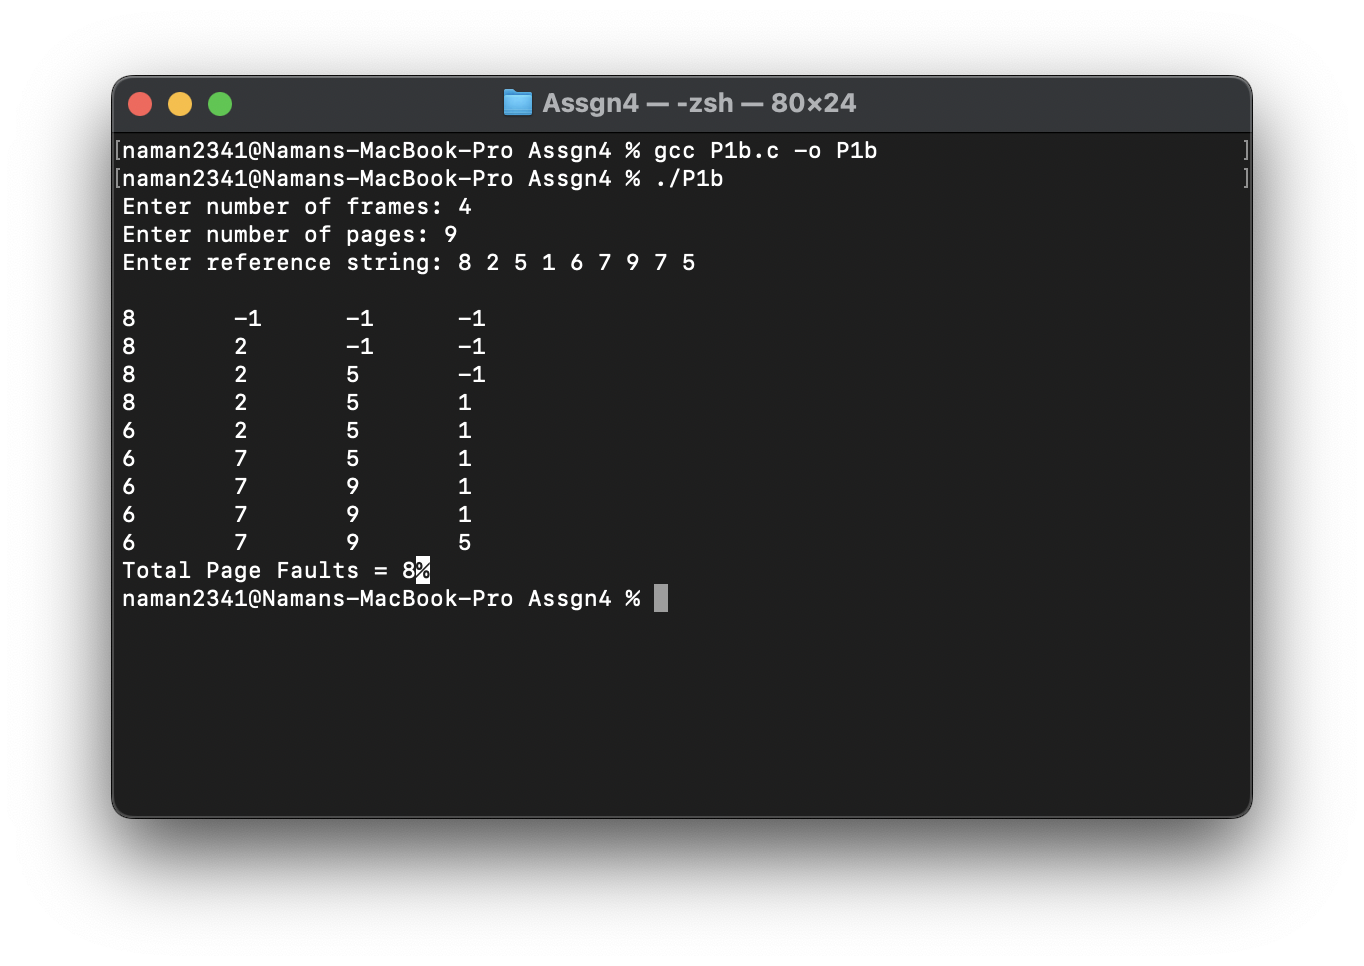 Assgn4 — -zsh — 80×24
[naman2341@Namans-MacBook-Pro Assgn4 % gcc P1b.c -o P1b ]
[naman2341@Namans-MacBook-Pro Assgn4 % ./P1b ]
Enter number of frames: 4
Enter number of pages: 9
Enter reference string: 8 2 5 1 6 7 9 7 5
8 -1 -1 -1
8 2 -1 -1
8 2 5 -1
8 2 5 1
6 2 5 1
6 7 5 1
6 7 9 1
6 7 9 1
6 7 9 5
Total Page Faults = 8%
naman2341@Namans-MacBook-Pro Assgn4 %